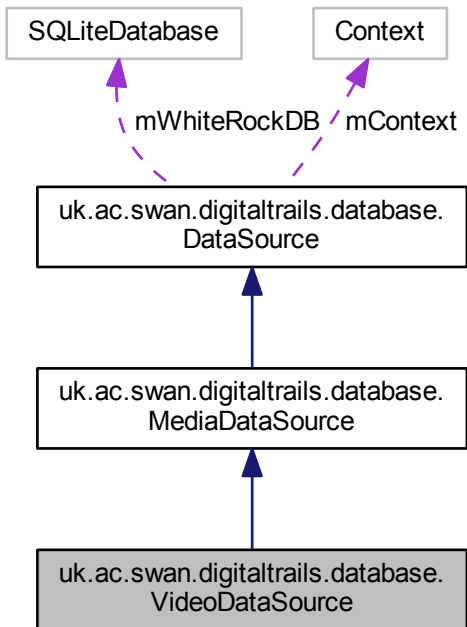 SQLiteDatabase
Context
mWhiteRockDB
mContext
uk.ac.swan.digitaltrails.database.
DataSource
uk.ac.swan.digitaltrails.database.
MediaDataSource
uk.ac.swan.digitaltrails.database.
VideoDataSource